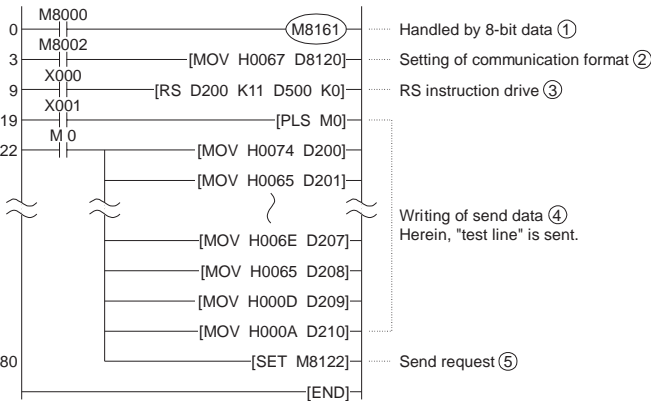 M8000
0 M8161 Handled by 8-bit data ①
M8002
3 [MOV H0067 D8120] Setting of communication format ②
X000
9 [RS D200 K11 D500 K0] RS instruction drive ③
X001
19 [PLS M0]
M 0
22 [MOV H0074 D200]
[MOV H0065 D201]
Writing of send data ④
Herein, "test line" is sent.
[MOV H006E D207]
[MOV H0065 D208]
[MOV H000D D209]
[MOV H000A D210]
80 [SET M8122] Send request ⑤
[END]